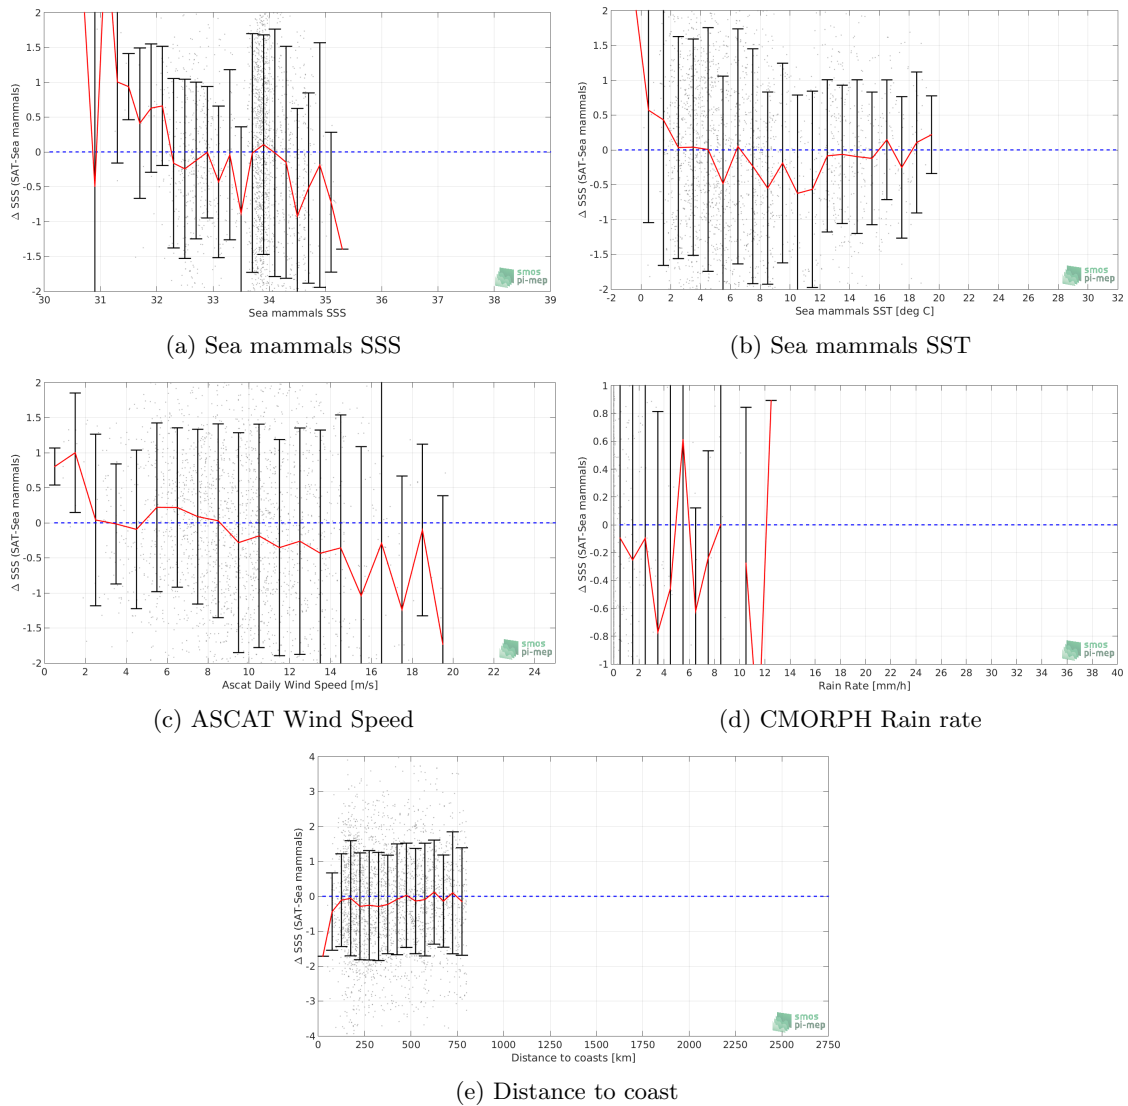 2
1.5
1
0.5
0
-0.5
-1
-1.5
-2
Δ SSS (SAT-Sea mammals)
30 31 32 33 34 35 36 37 38 39
Sea mammals SSS
smos
pi-mep
(a) Sea mammals SSS
2
1.5
1
0.5
0
-0.5
-1
-1.5
-2
Δ SSS (SAT-Sea mammals)
-2 0 2 4 6 8 10 12 14 16 18 20 22 24 26 28 30 32
Sea mammals SST [deg C]
smos
pi-mep
(b) Sea mammals SST
2
1.5
1
0.5
0
-0.5
-1
-1.5
-2
Δ SSS (SAT-Sea mammals)
0 2 4 6 8 10 12 14 16 18 20 22 24
Ascat Daily Wind Speed [m/s]
smos
pi-mep
(c) ASCAT Wind Speed
1
0.8
0.6
0.4
0.2
0
-0.2
-0.4
-0.6
-0.8
-1
Δ SSS (SAT-Sea mammals)
0 2 4 6 8 10 12 14 16 18 20 22 24 26 28 30 32 34 36 38 40
Rain Rate [mm/h]
smos
pi-mep
(d) CMORPH Rain rate
4
3
2
1
0
-1
-2
-3
-4
Δ SSS (SAT-Sea mammals)
0 250 500 750 1000 1250 1500 1750 2000 2250 2500 2750
Distance to coasts [km]
smos
pi-mep
(e) Distance to coast